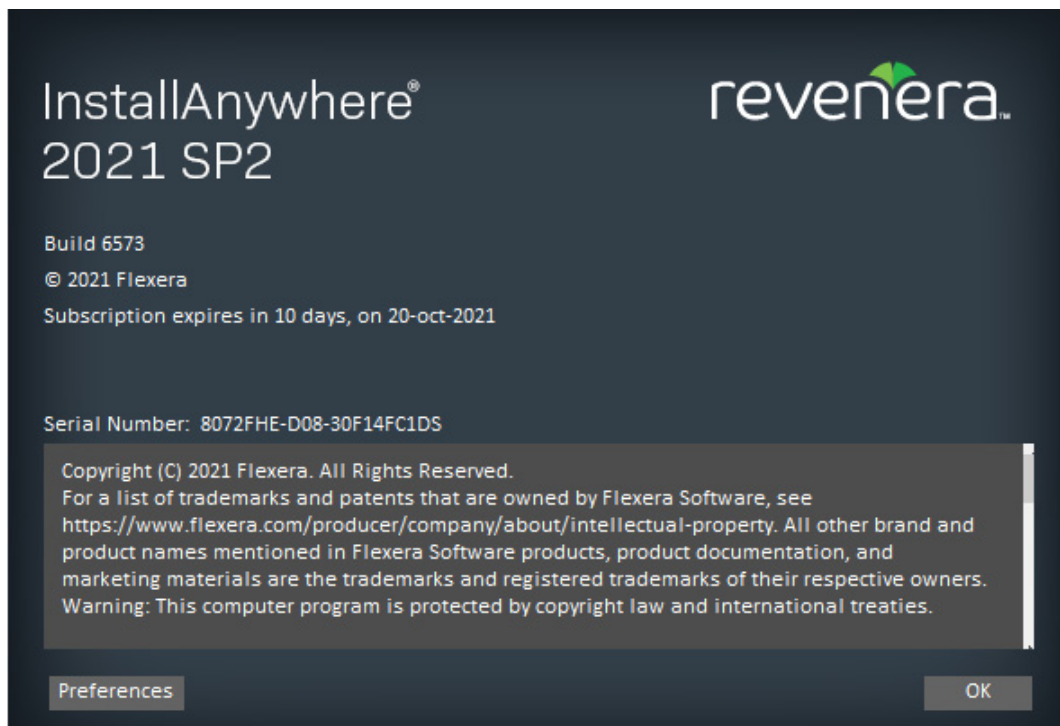 InstallAnywhere®
2021 SP2
revenera™
Build 6573
© 2021 Flexera
Subscription expires in 10 days, on 20-oct-2021
Serial Number: 8072FHE-D08-30F14FC1DS
Copyright (C) 2021 Flexera. All Rights Reserved.
For a list of trademarks and patents that are owned by Flexera Software, see
https://www.flexera.com/producer/company/about/intellectual-property. All other brand and
product names mentioned in Flexera Software products, product documentation, and
marketing materials are the trademarks and registered trademarks of their respective owners.
Warning: This computer program is protected by copyright law and international treaties.
Preferences
OK